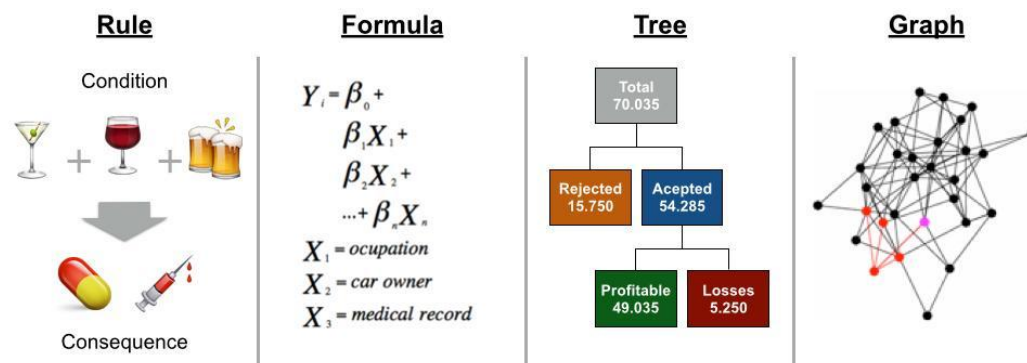 Rule
Condition
+ +
Consequence
Formula
Yᵢ = β₀ +
β₁X₁ +
β₂X₂ +
...+ βₙXₙ
X₁ = ocupation
X₂ = car owner
X₃ = medical record
Tree
Total
70.035
Rejected
15.750
Acepted
54.285
Profitable
49.035
Losses
5.250
Graph